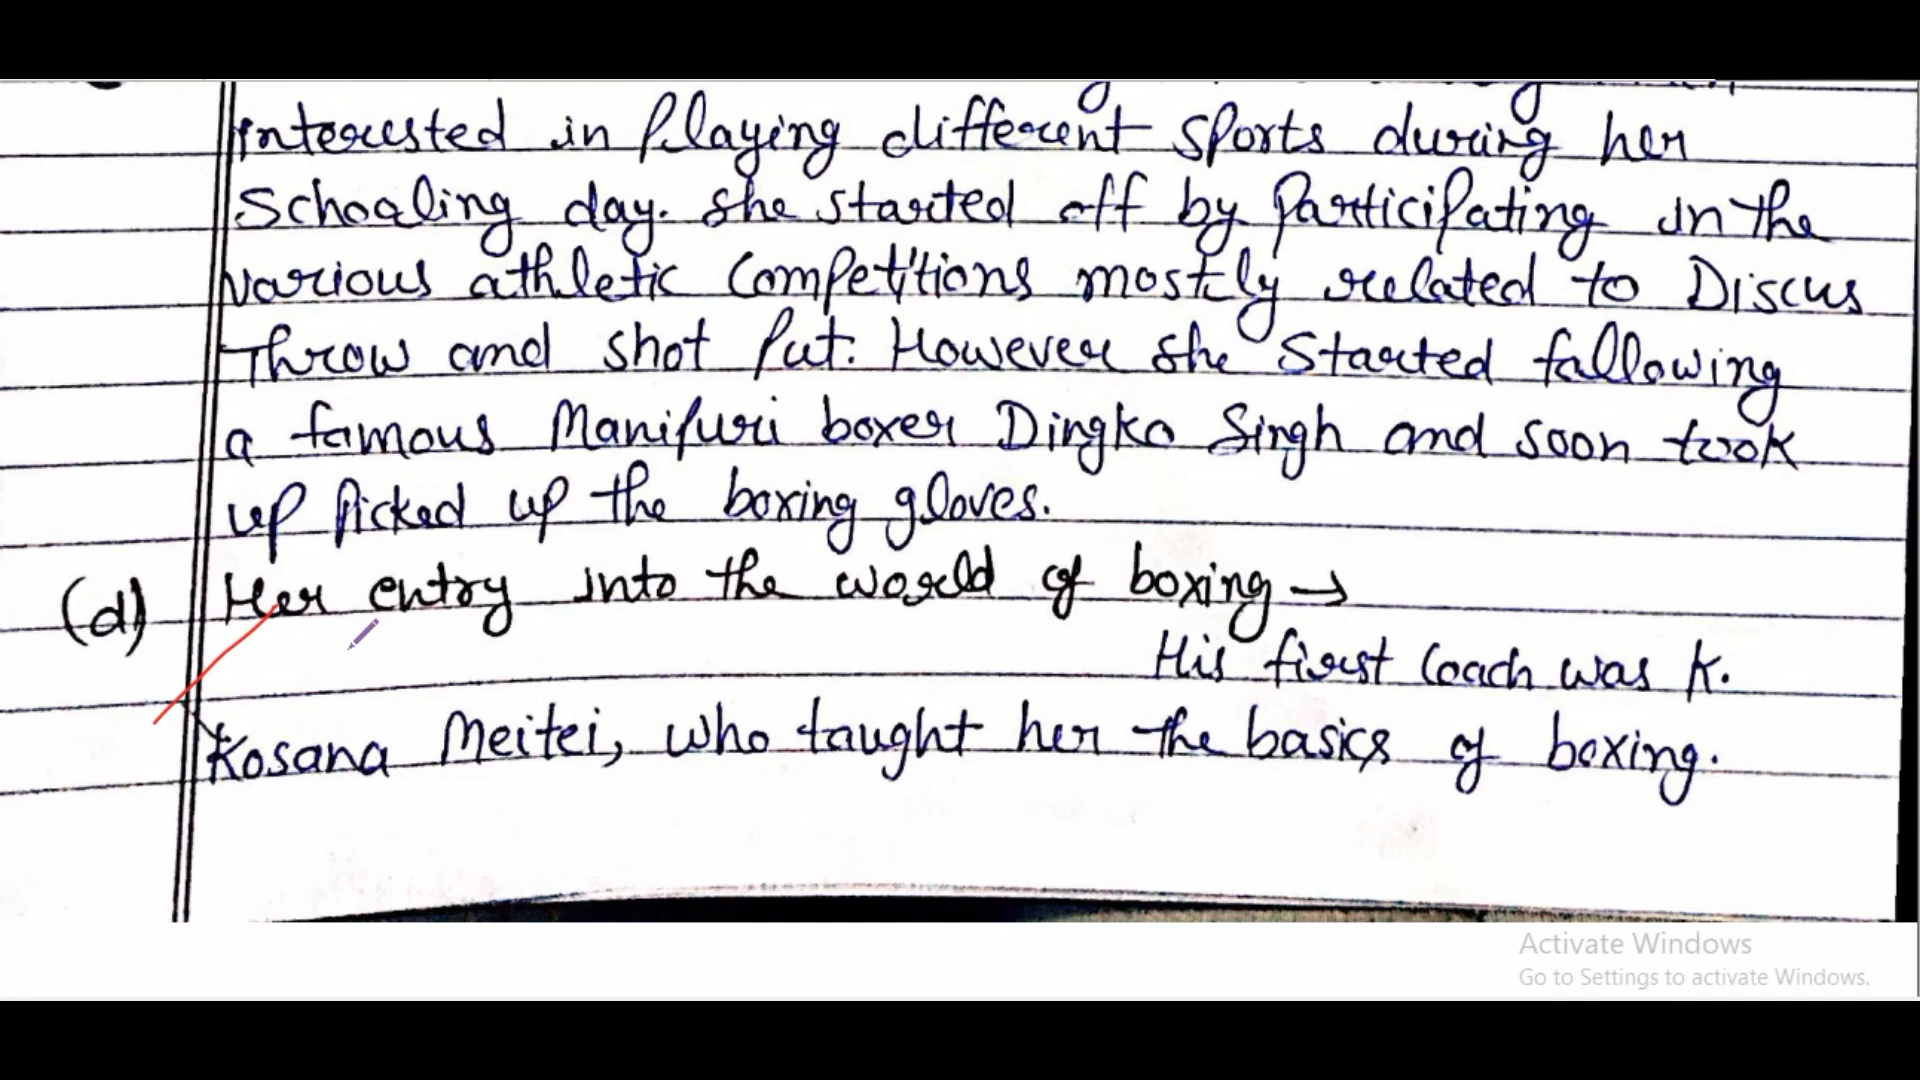 interested in playing different sports during her
schooling day. She started off by participating in the
various athletic competitions mostly related to Discus
Throw and shot put. However she started following
a famous Manipuri boxer Dingko Singh and soon took
up picked up the boxing gloves.
(d) Her entry into the world of boxing →
His first coach was K.
Kosana Meitei, who taught her the basics of boxing.
Activate Windows
Go to Settings to activate Windows.